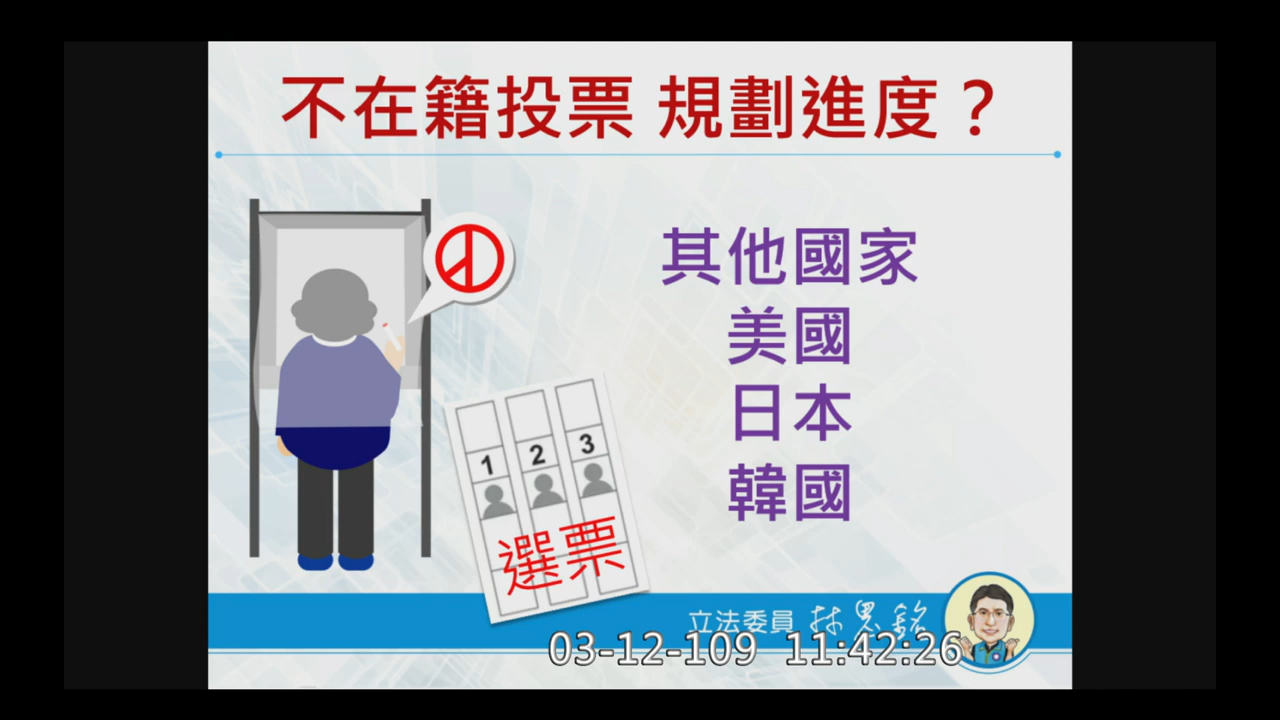 不在籍投票 規劃進度？
其他國家
美國
日本
韓國
1 2 3
選票
立法委員 林思銘
03-12-109 11:42:26